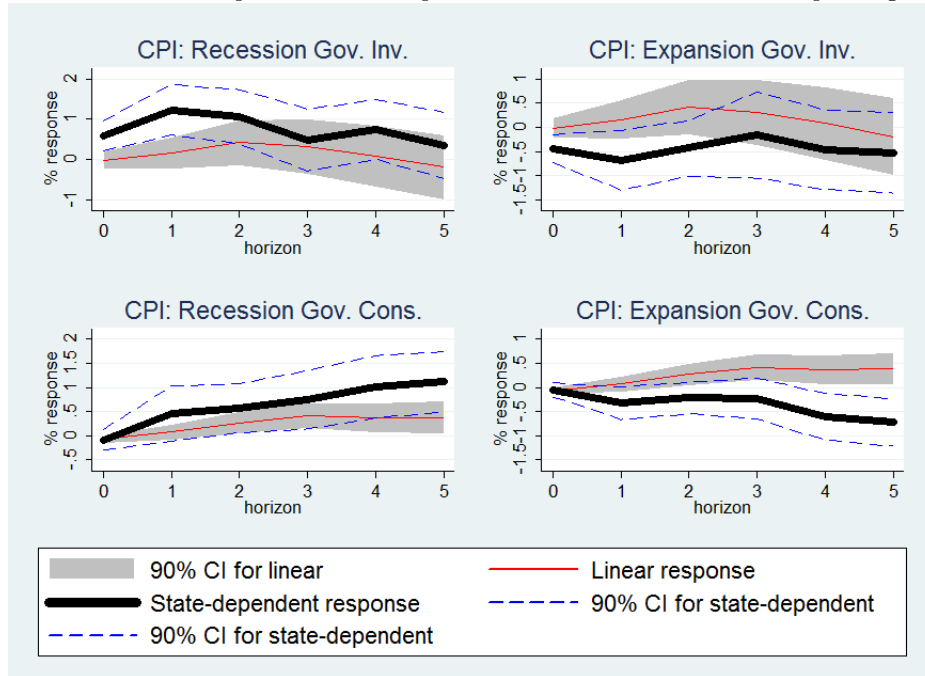 CPI: Recession Gov. Inv.
% response
2
1
0
-1
0 1 2 3 4 5
horizon
CPI: Expansion Gov. Inv.
% response
1
.5
0
-.5
-1
-1.5
0 1 2 3 4 5
horizon
CPI: Recession Gov. Cons.
% response
2
1.5
1
.5
0
-.5
0 1 2 3 4 5
horizon
CPI: Expansion Gov. Cons.
% response
1
.5
0
-.5
-1
-1.5
0 1 2 3 4 5
horizon
90% CI for linear
Linear response
State-dependent response
90% CI for state-dependent
90% CI for state-dependent